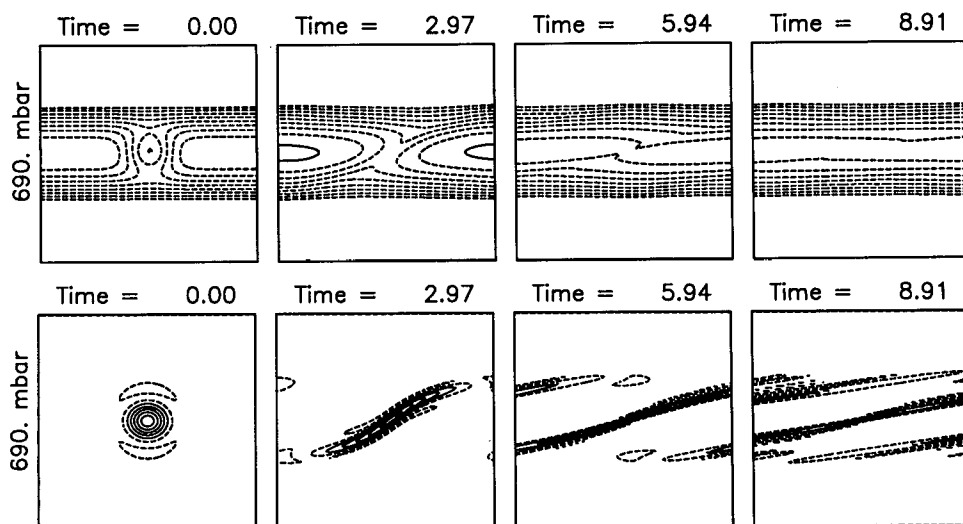 Time = 0.00 Time = 2.97 Time = 5.94 Time = 8.91
690. mbar
Time = 0.00 Time = 2.97 Time = 5.94 Time = 8.91
690. mbar